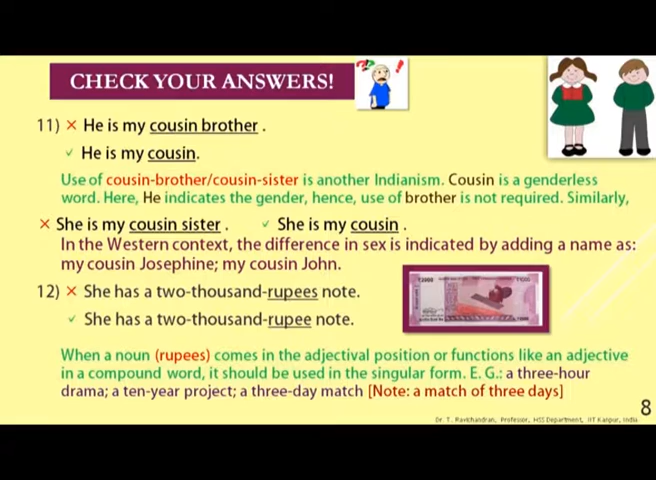 CHECK YOUR ANSWERS!
11) × He is my cousin brother .
✓ He is my cousin.
Use of cousin-brother/cousin-sister is another Indianism. Cousin is a genderless
word. Here, He indicates the gender, hence, use of brother is not required. Similarly,
× She is my cousin sister . ✓ She is my cousin .
In the Western context, the difference in sex is indicated by adding a name as:
my cousin Josephine; my cousin John.
12) × She has a two-thousand-rupees note.
✓ She has a two-thousand-rupee note.
When a noun (rupees) comes in the adjectival position or functions like an adjective
in a compound word, it should be used in the singular form. E. G.: a three-hour
drama; a ten-year project; a three-day match [Note: a match of three days]
8
Dr. T. Ravichandran, Professor, HSS Department, IIT Kanpur, India